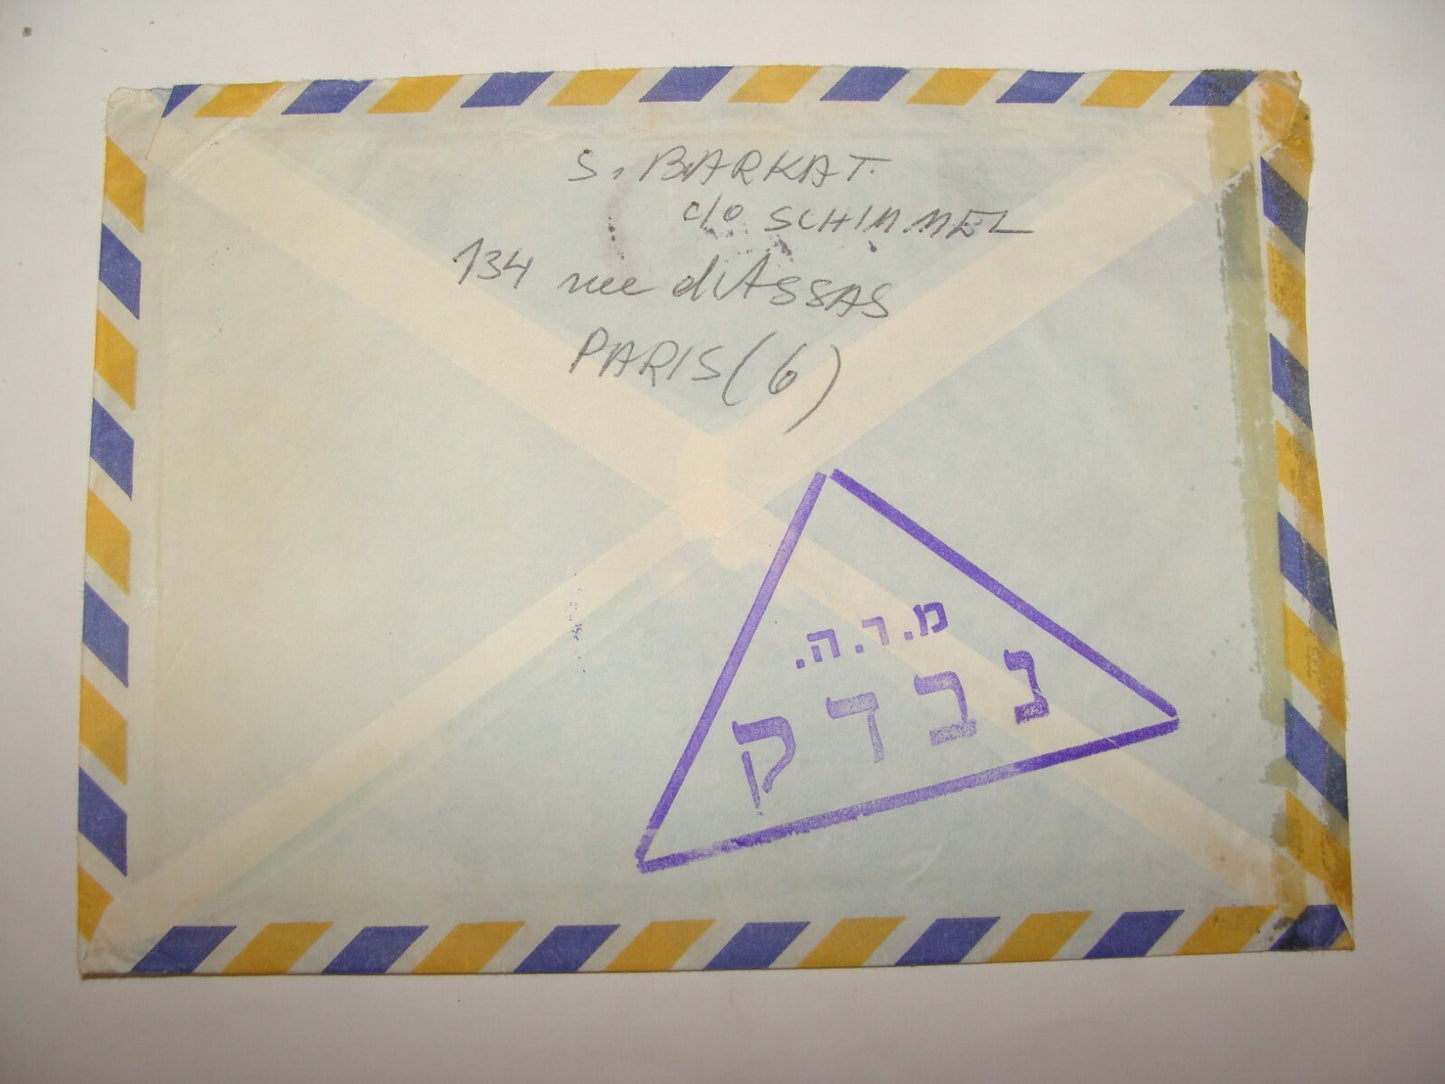 S. BARKAT.
c/o SCHIMMEL
134 rue d'ASSAS
PARIS (6)
מ.ר.ה.
נבדק